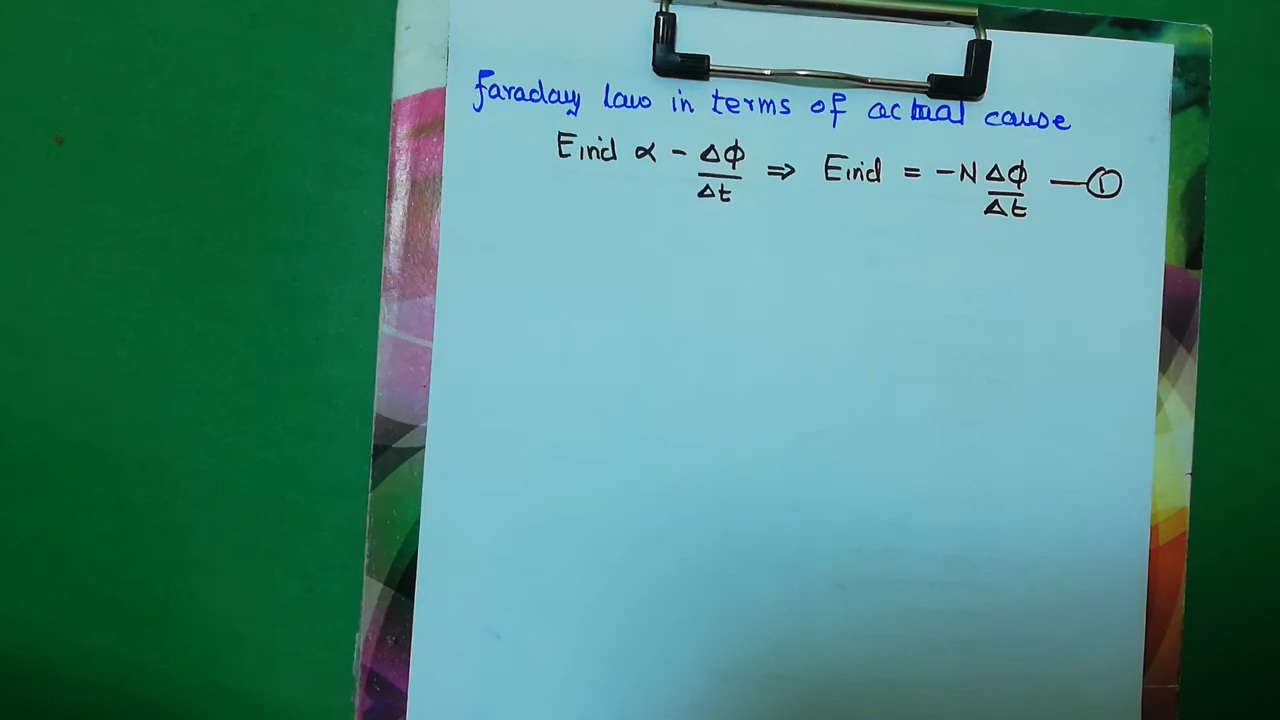 Faraday law in terms of actual cause
Eind α - Δϕ/Δt ⇒ Eind = -N Δϕ/Δt —①